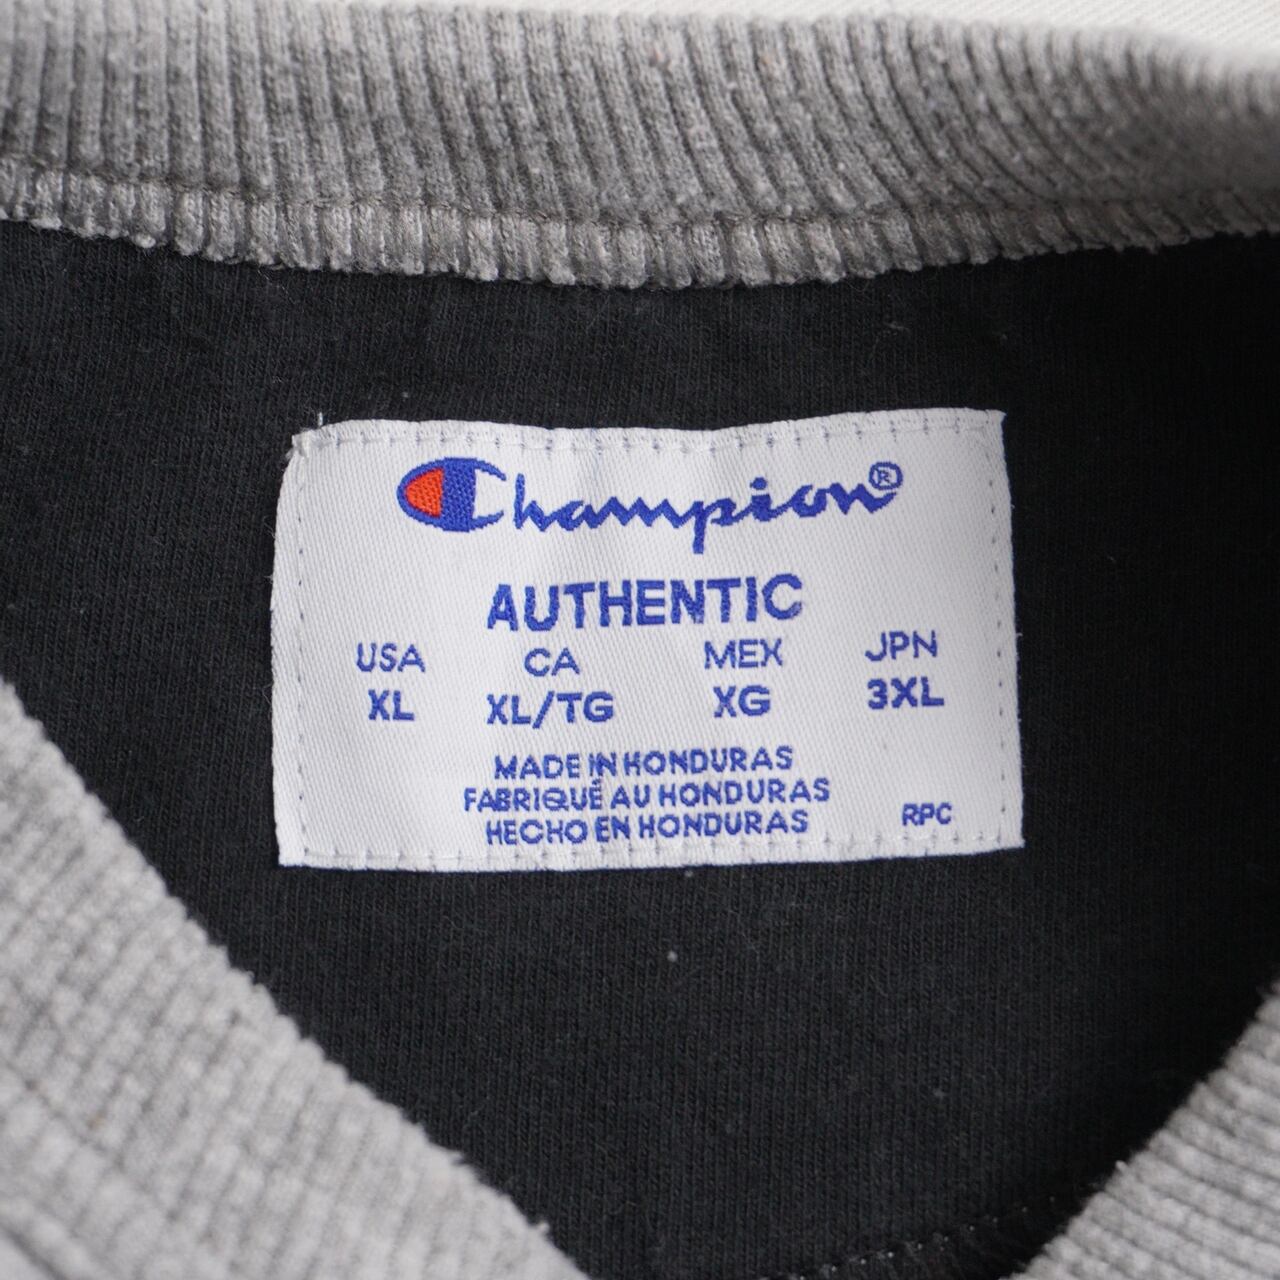 Champion®
AUTHENTIC
USA CA MEX JPN
XL XL/TG XG 3XL
MADE IN HONDURAS
FABRIQUÉ AU HONDURAS
HECHO EN HONDURAS RPC